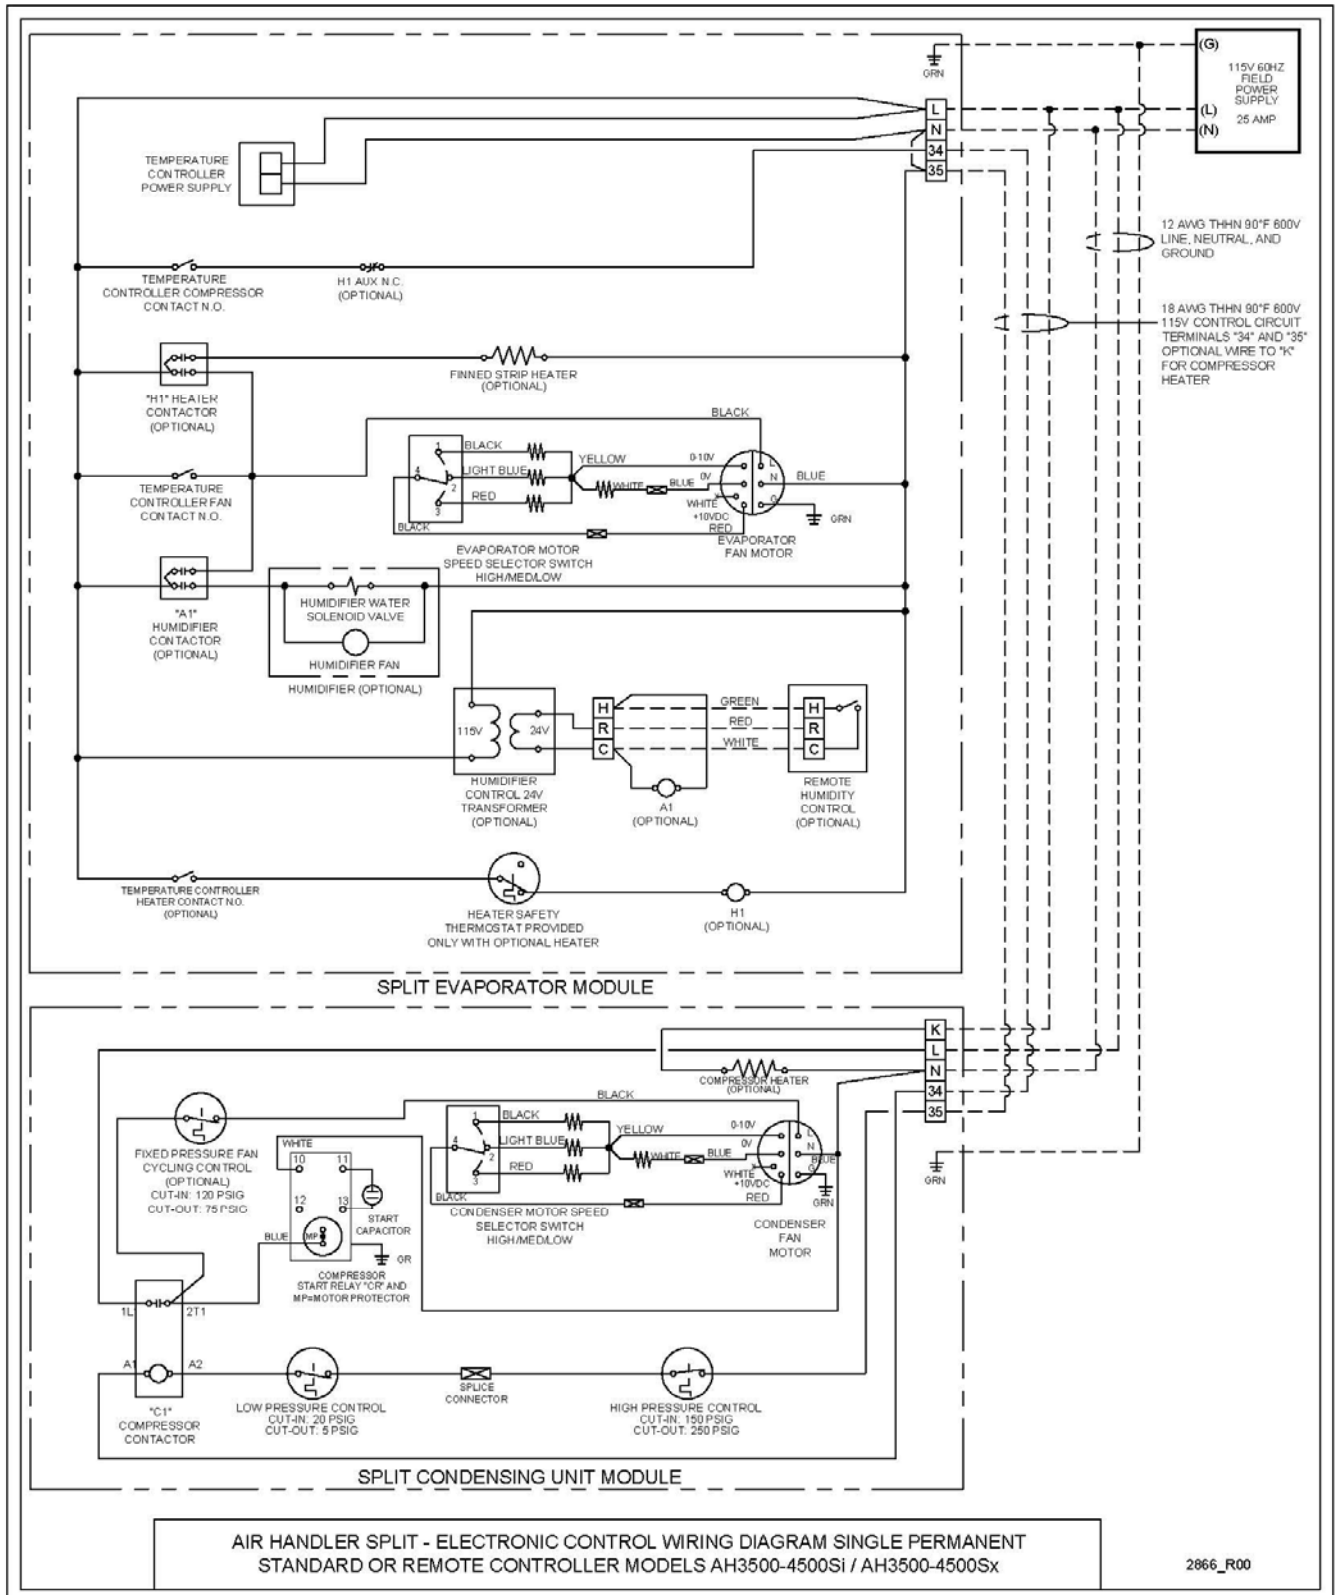 (G)
GRN
115V 60HZ
FIELD
POWER
SUPPLY
25 AMP
L
(L)
N
(N)
34
35
TEMPERATURE
CONTROLLER
POWER SUPPLY
12 AWG THHN 90°F 600V
LINE, NEUTRAL, AND
GROUND
TEMPERATURE
CONTROLLER COMPRESSOR
CONTACT N.O.
H1 AUX N.C.
(OPTIONAL)
18 AWG THHN 90°F 600V
115V CONTROL CIRCUIT
TERMINALS "34" AND "35"
OPTIONAL WIRE TO "K"
FOR COMPRESSOR
HEATER
FINNED STRIP HEATER
(OPTIONAL)
"H1" HEATER
CONTACTOR
(OPTIONAL)
BLACK
1
BLACK
YELLOW
0-10V
L
4
LIGHT BLUE
2
WHITE
BLUE
0V
N
BLUE
RED
3
WHITE
+10VDC
G
GRN
BLACK
RED
EVAPORATOR
FAN MOTOR
TEMPERATURE
CONTROLLER FAN
CONTACT N.O.
EVAPORATOR MOTOR
SPEED SELECTOR SWITCH
HIGH/MED/LOW
"A1"
HUMIDIFIER
CONTACTOR
(OPTIONAL)
HUMIDIFIER WATER
SOLENOID VALVE
HUMIDIFIER FAN
HUMIDIFIER (OPTIONAL)
115V
24V
H
R
C
GREEN
RED
WHITE
H
R
C
HUMIDIFIER
CONTROL 24V
TRANSFORMER
(OPTIONAL)
A1
(OPTIONAL)
REMOTE
HUMIDITY
CONTROL
(OPTIONAL)
TEMPERATURE CONTROLLER
HEATER CONTACT N.O.
(OPTIONAL)
HEATER SAFETY
THERMOSTAT PROVIDED
ONLY WITH OPTIONAL HEATER
H1
(OPTIONAL)
SPLIT EVAPORATOR MODULE
K
L
N
34
35
COMPRESSOR HEATER
(OPTIONAL)
BLACK
1
BLACK
YELLOW
0-10V
L
4
LIGHT BLUE
2
WHITE
BLUE
0V
N
BLUE
RED
3
WHITE
+10VDC
G
GRN
BLACK
RED
GRN
FIXED PRESSURE FAN
CYCLING CONTROL
(OPTIONAL)
CUT-IN: 120 PSIG
CUT-OUT: 75 PSIG
WHITE
10
11
12
13
START
CAPACITOR
BLUE
MP
GR
COMPRESSOR
START RELAY "CR" AND
MP=MOTOR PROTECTOR
CONDENSER MOTOR SPEED
SELECTOR SWITCH
HIGH/MED/LOW
CONDENSER
FAN
MOTOR
1L
2T1
A1
A2
"C1"
COMPRESSOR
CONTACTOR
LOW PRESSURE CONTROL
CUT-IN: 20 PSIG
CUT-OUT: 5 PSIG
SPLICE
CONNECTOR
HIGH PRESSURE CONTROL
CUT-IN: 150 PSIG
CUT-OUT: 250 PSIG
SPLIT CONDENSING UNIT MODULE
AIR HANDLER SPLIT - ELECTRONIC CONTROL WIRING DIAGRAM SINGLE PERMANENT
STANDARD OR REMOTE CONTROLLER MODELS AH3500-4500Si / AH3500-4500Sx
2866_R00